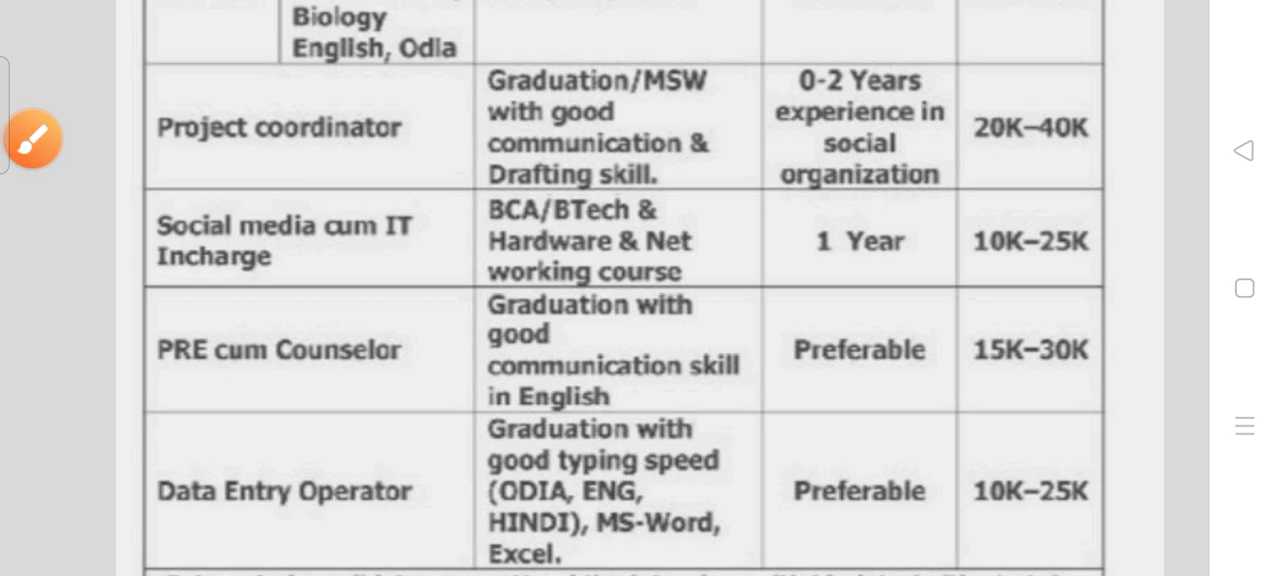 Biology
English, Odia
Project coordinator
Graduation/MSW
with good
communication &
Drafting skill.
0-2 Years
experience in
social
organization
20K–40K
Social media cum IT
Incharge
BCA/BTech &
Hardware & Net
working course
1 Year
10K–25K
PRE cum Counselor
Graduation with
good
communication skill
in English
Preferable
15K–30K
Data Entry Operator
Graduation with
good typing speed
(ODIA, ENG,
HINDI), MS-Word,
Excel.
Preferable
10K–25K